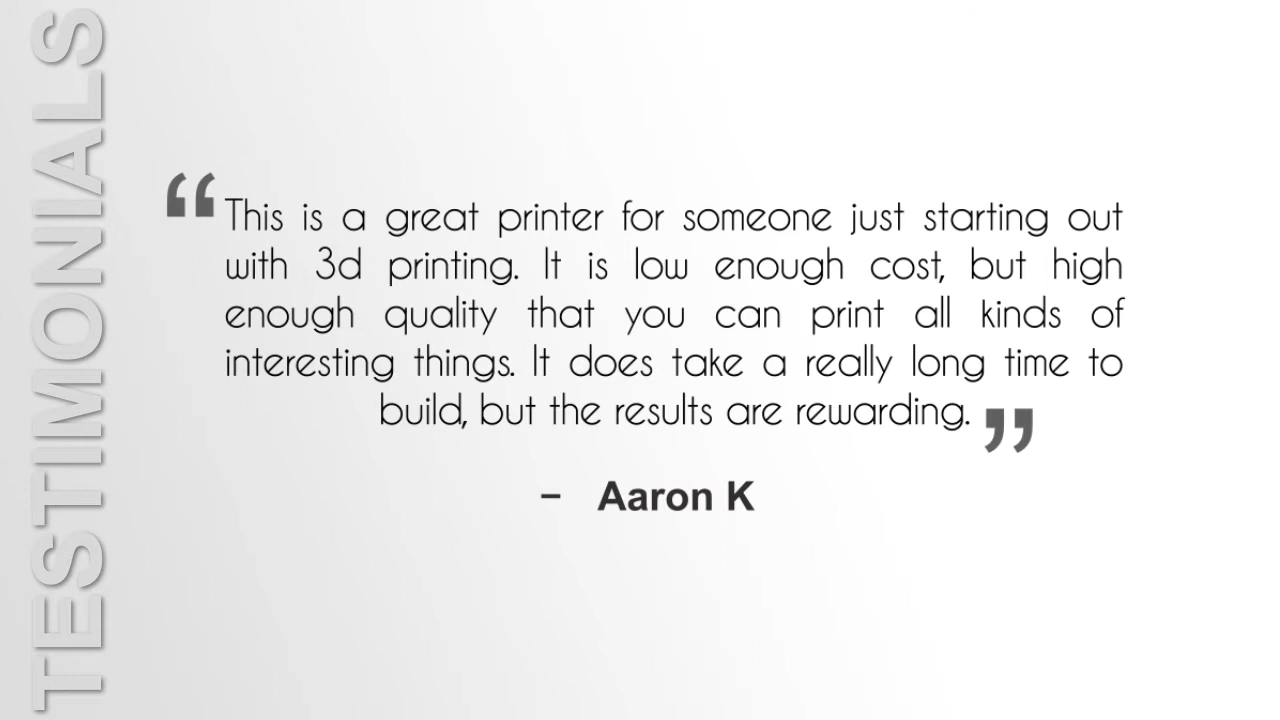 TESTIMONIALS
“This is a great printer for someone just starting out
with 3d printing. It is low enough cost, but high
enough quality that you can print all kinds of
interesting things. It does take a really long time to
build, but the results are rewarding.”
– Aaron K